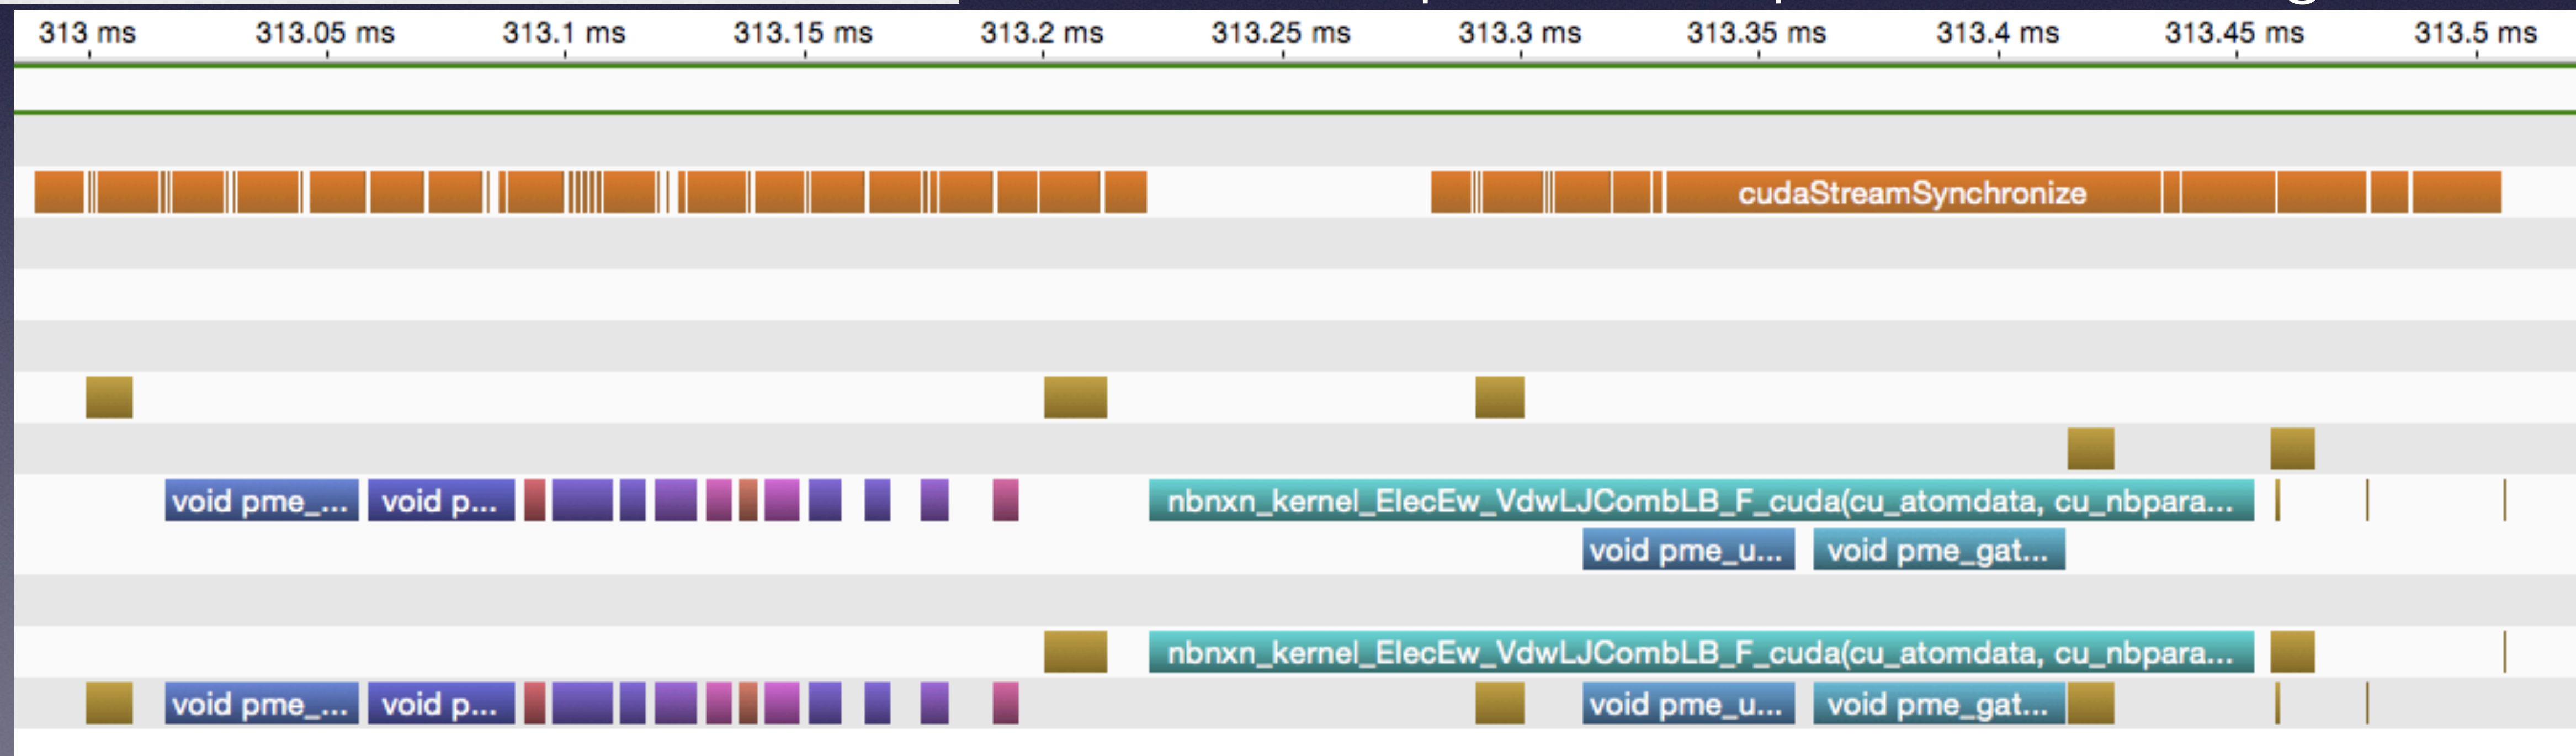 313 ms 313.05 ms 313.1 ms 313.15 ms 313.2 ms 313.25 ms 313.3 ms 313.35 ms 313.4 ms 313.45 ms 313.5 ms
cudaStreamSynchronize
void pme_... void p... nbnxn_kernel_ElecEw_VdwLJCombLB_F_cuda(cu_atomdata, cu_nbpara...
void pme_u... void pme_gat...
nbnxn_kernel_ElecEw_VdwLJCombLB_F_cuda(cu_atomdata, cu_nbpara...
void pme_... void p... void pme_u... void pme_gat...